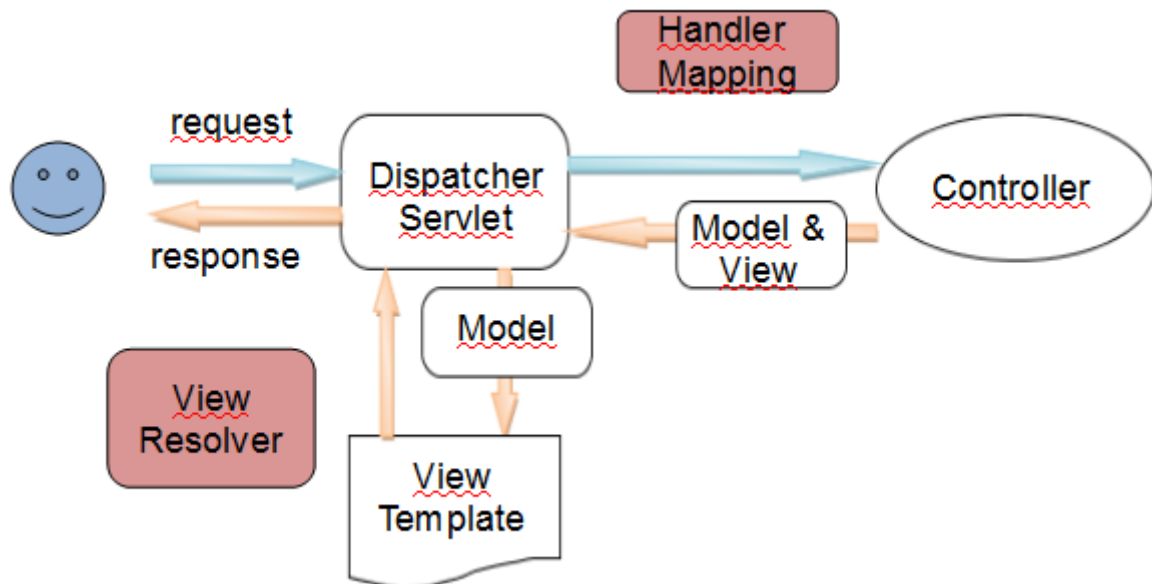 Handler
Mapping
request
Dispatcher
Servlet
Controller
response
Model &
View
Model
View
Resolver
View
Template